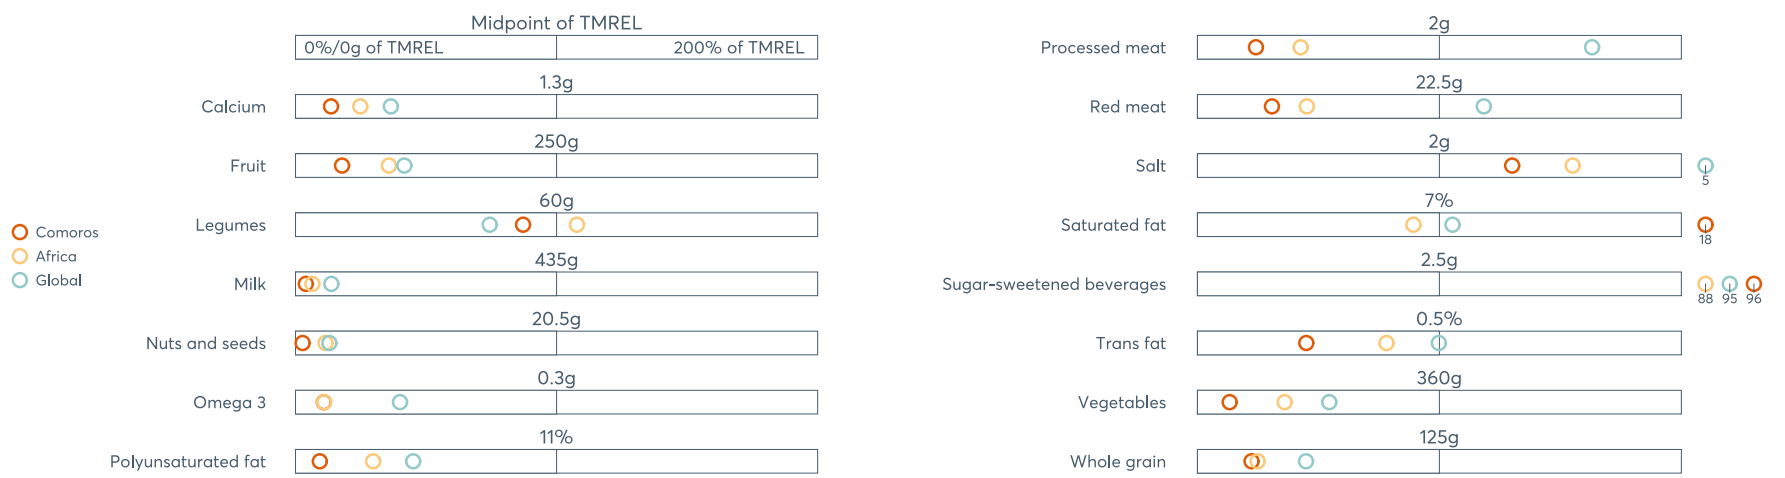 Midpoint of TMREL
0%/0g of TMREL 200% of TMREL
1.3g
Calcium
250g
Fruit
60g
Legumes
435g
Milk
20.5g
Nuts and seeds
0.3g
Omega 3
11%
Polyunsaturated fat
Comoros
Africa
Global
2g
Processed meat
22.5g
Red meat
2g
Salt
5
7%
Saturated fat
18
2.5g
Sugar-sweetened beverages
88 95 96
0.5%
Trans fat
360g
Vegetables
125g
Whole grain